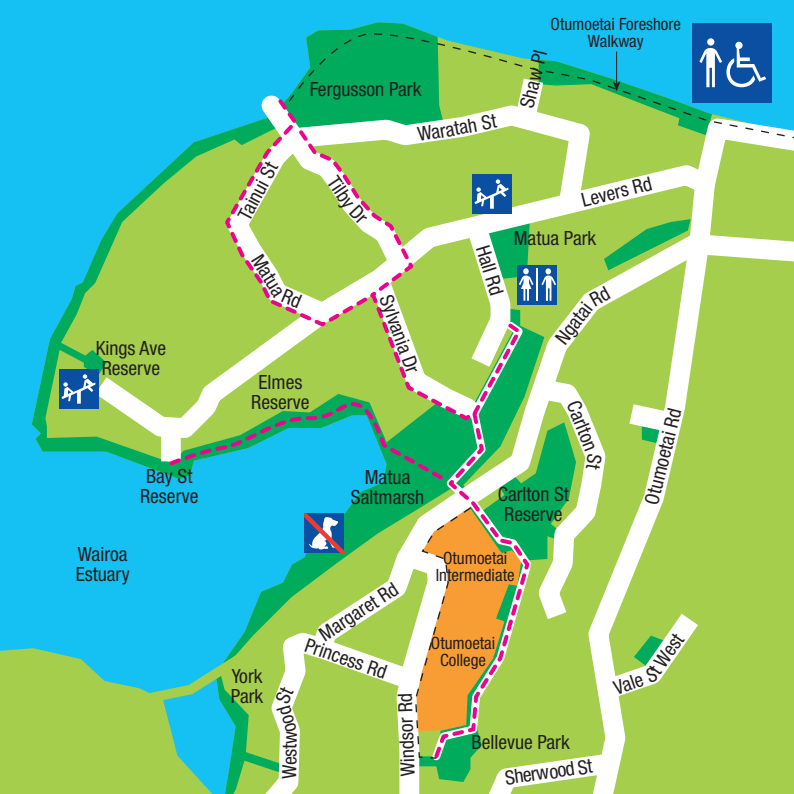 Otumoetai Foreshore
Walkway
Shaw Pl
Fergusson Park
Waratah St
Tainui St
Tilby Dr
Levers Rd
Matua Park
Hall Rd
Matua Rd
Sylvania Dr
Ngatai Rd
Kings Ave
Reserve
Elmes
Reserve
Carlton St
Otumoetai Rd
Bay St
Reserve
Matua
Saltmarsh
Carlton St
Reserve
Wairoa
Estuary
Otumoetai
Intermediate
Margaret Rd
Otumoetai
College
Princess Rd
Vale St West
York
Park
Westwood St
Windsor Rd
Bellevue Park
Sherwood St